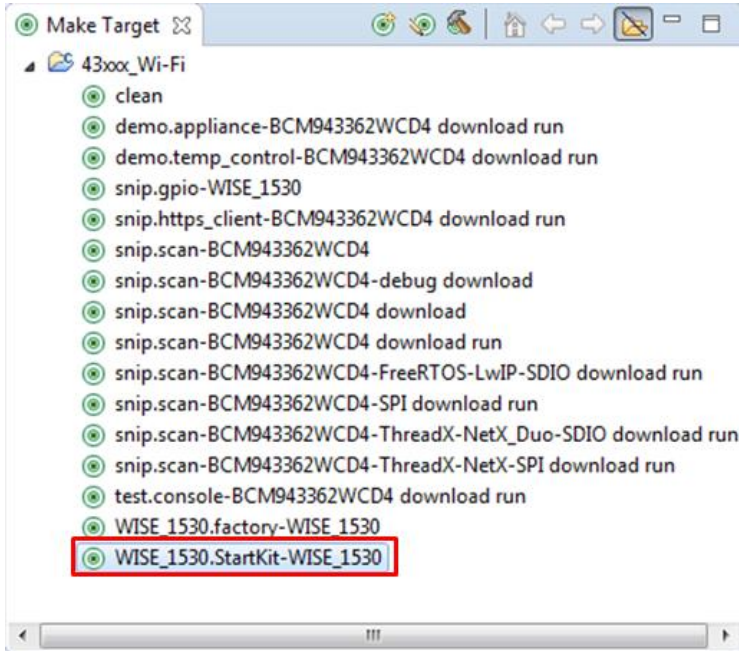 Make Target
43xxx_Wi-Fi
clean
demo.appliance-BCM943362WCD4 download run
demo.temp_control-BCM943362WCD4 download run
snip.gpio-WISE_1530
snip.https_client-BCM943362WCD4 download run
snip.scan-BCM943362WCD4
snip.scan-BCM943362WCD4-debug download
snip.scan-BCM943362WCD4 download
snip.scan-BCM943362WCD4 download run
snip.scan-BCM943362WCD4-FreeRTOS-LwIP-SDIO download run
snip.scan-BCM943362WCD4-SPI download run
snip.scan-BCM943362WCD4-ThreadX-NetX_Duo-SDIO download run
snip.scan-BCM943362WCD4-ThreadX-NetX-SPI download run
test.console-BCM943362WCD4 download run
WISE_1530.factory-WISE_1530
WISE_1530.StartKit-WISE_1530